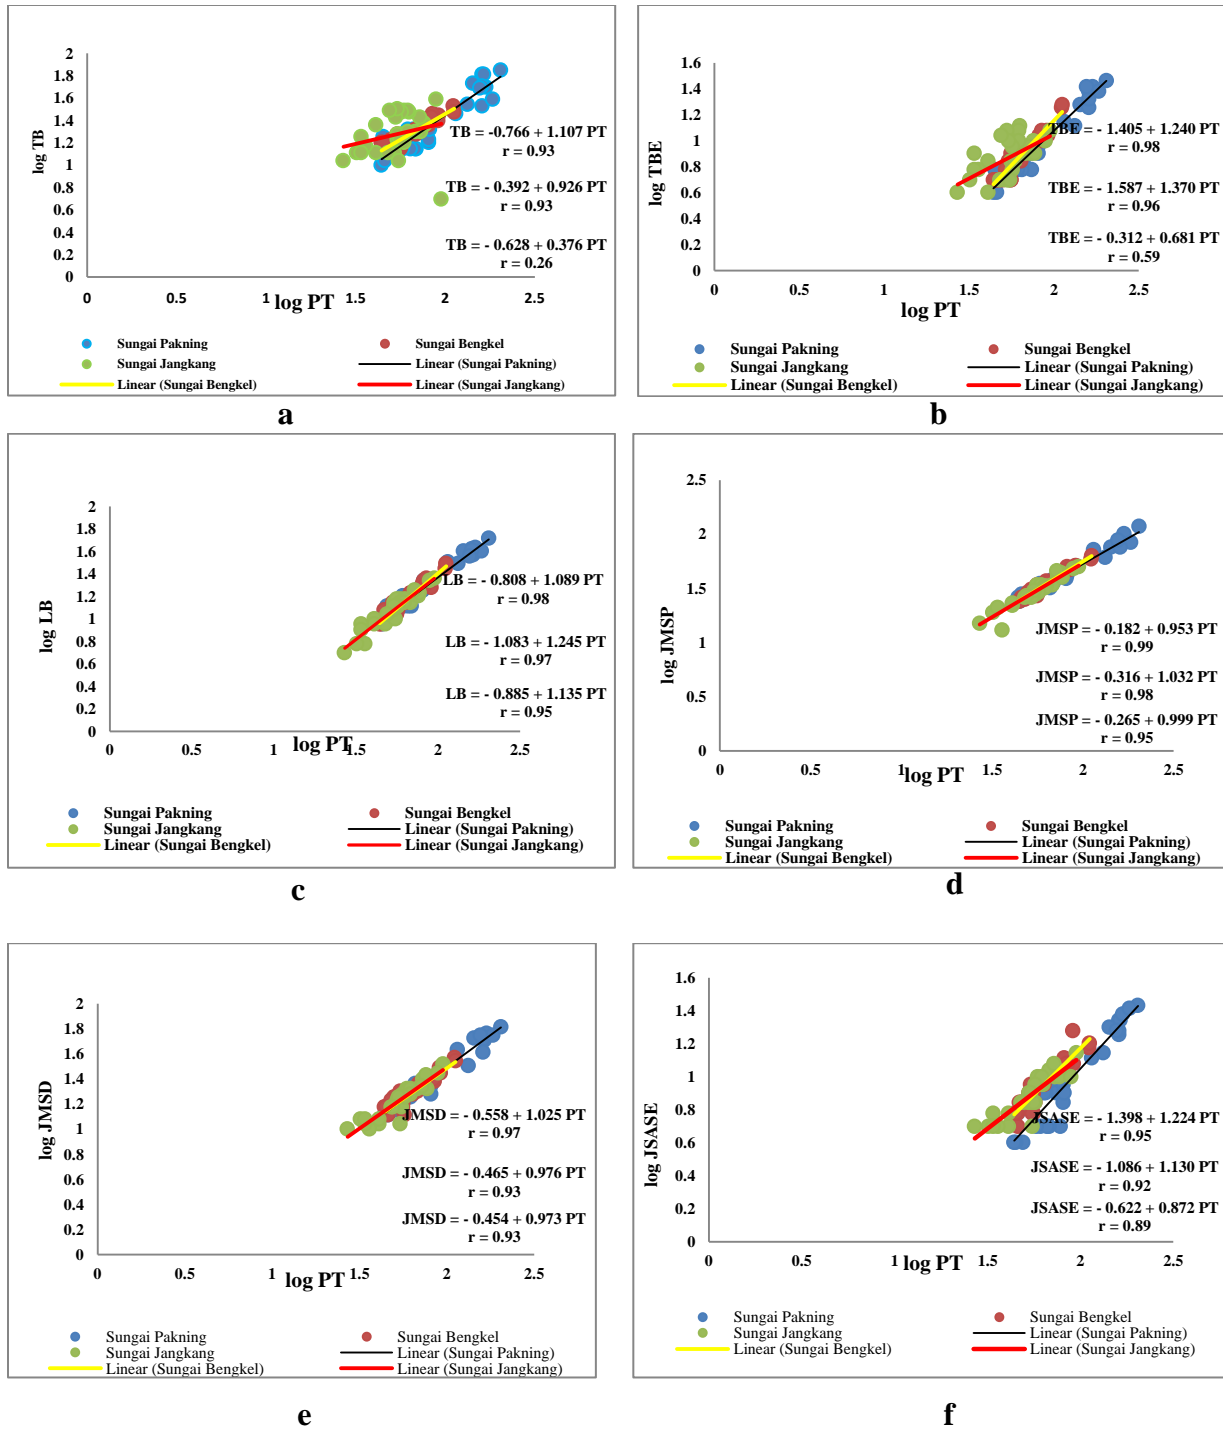 2
1.8
1.6
1.4
1.2
1
0.8
0.6
0.4
0.2
0
log TB
TB = -0.766 + 1.107 PT
r = 0.93
TB = -0.392 + 0.926 PT
r = 0.93
TB = -0.628 + 0.376 PT
r = 0.26
0 0.5 1 1.5 2 2.5
log PT
Sungai Pakning Sungai Bengkel
Sungai Jangkang Linear (Sungai Pakning)
Linear (Sungai Bengkel) Linear (Sungai Jangkang)
a
1.6
1.4
1.2
1
0.8
0.6
0.4
0.2
0
log TBE
TBE = - 1.405 + 1.240 PT
r = 0.98
TBE = - 1.587 + 1.370 PT
r = 0.96
TBE = - 0.312 + 0.681 PT
r = 0.59
0 0.5 1 1.5 2 2.5
log PT
Sungai Pakning Sungai Bengkel
Sungai Jangkang Linear (Sungai Pakning)
Linear (Sungai Bengkel) Linear (Sungai Jangkang)
b
2
1.8
1.6
1.4
1.2
1
0.8
0.6
0.4
0.2
0
log LB
LB = - 0.808 + 1.089 PT
r = 0.98
LB = - 1.083 + 1.245 PT
r = 0.97
LB = - 0.885 + 1.135 PT
r = 0.95
0 0.5 1 1.5 2 2.5
log PT
Sungai Pakning Sungai Bengkel
Sungai Jangkang Linear (Sungai Pakning)
Linear (Sungai Bengkel) Linear (Sungai Jangkang)
c
2.5
2
1.5
1
0.5
0
log JMSP
JMSP = - 0.182 + 0.953 PT
r = 0.99
JMSP = - 0.316 + 1.032 PT
r = 0.98
JMSP = - 0.265 + 0.999 PT
r = 0.95
0 0.5 1 1.5 2 2.5
log PT
Sungai Pakning Sungai Bengkel
Sungai Jangkang Linear (Sungai Pakning)
Linear (Sungai Bengkel) Linear (Sungai Jangkang)
d
2
1.8
1.6
1.4
1.2
1
0.8
0.6
0.4
0.2
0
log JMSD
JMSD = - 0.558 + 1.025 PT
r = 0.97
JMSD = - 0.465 + 0.976 PT
r = 0.93
JMSD = - 0.454 + 0.973 PT
r = 0.93
0 0.5 1 1.5 2 2.5
log PT
Sungai Pakning Sungai Bengkel
Sungai Jangkang Linear (Sungai Pakning)
Linear (Sungai Bengkel) Linear (Sungai Jangkang)
e
1.6
1.4
1.2
1
0.8
0.6
0.4
0.2
0
log JSASE
JSASE = - 1.398 + 1.224 PT
r = 0.95
JSASE = - 1.086 + 1.130 PT
r = 0.92
JSASE = - 0.622 + 0.872 PT
r = 0.89
0 0.5 1 1.5 2 2.5
log PT
Sungai Pakning Sungai Bengkel
Sungai Jangkang Linear (Sungai Pakning)
Linear (Sungai Bengkel) Linear (Sungai Jangkang)
f